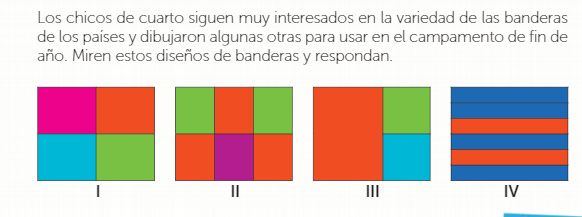 Los chicos de cuarto siguen muy interesados en la variedad de las banderas
de los países y dibujaron algunas otras para usar en el campamento de fin de
año. Miren estos diseños de banderas y respondan.
I II III IV